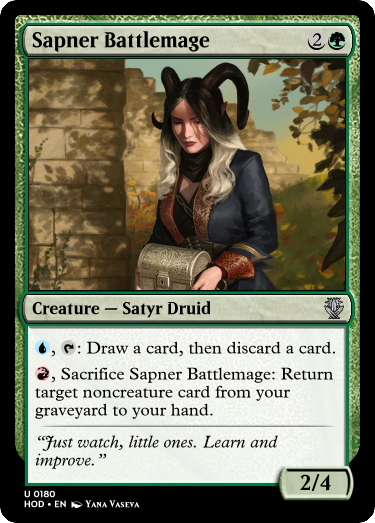 Sapner Battlemage 2
Creature — Satyr Druid
, : Draw a card, then discard a card.
, Sacrifice Sapner Battlemage: Return
target noncreature card from your
graveyard to your hand.
“Just watch, little ones. Learn and
improve.”
2/4
U 0180
HOD • EN Yana Vaseva